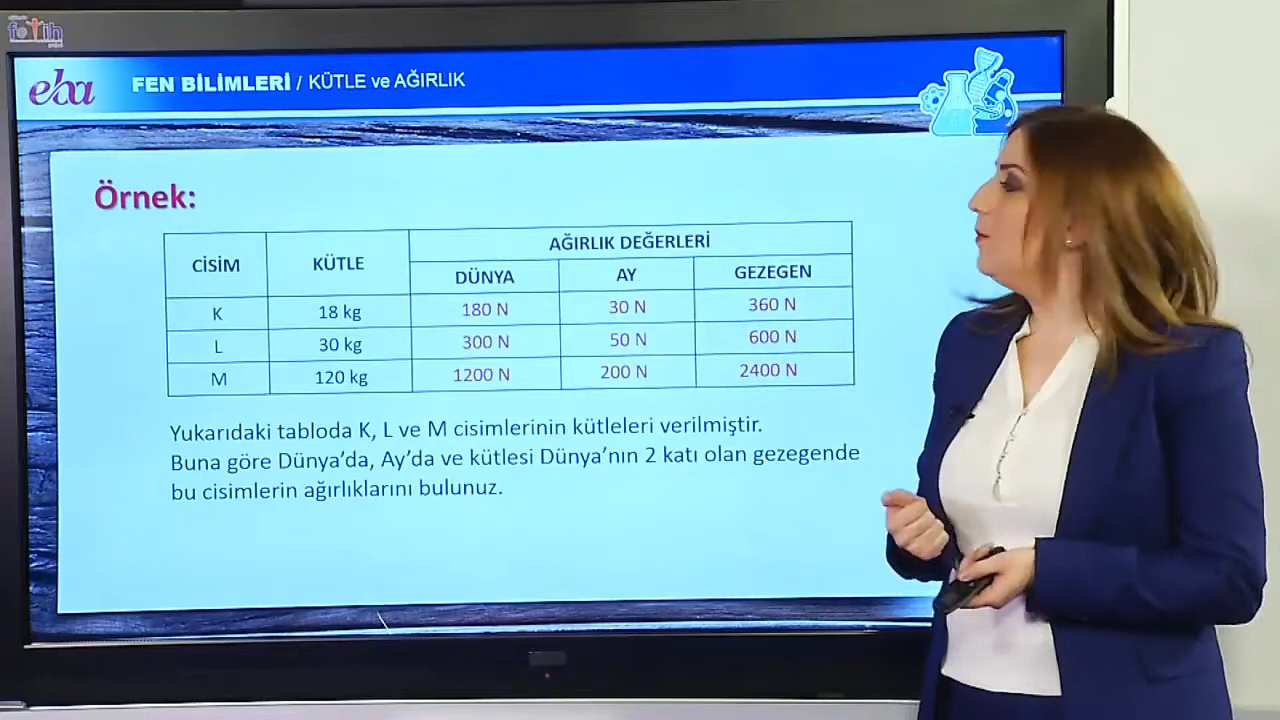 fatih
eba
FEN BİLİMLERİ / KÜTLE ve AĞIRLIK
Örnek:
CİSİM KÜTLE AĞIRLIK DEĞERLERİ
DÜNYA AY GEZEGEN
K 18 kg 180 N 30 N 360 N
L 30 kg 300 N 50 N 600 N
M 120 kg 1200 N 200 N 2400 N
Yukarıdaki tabloda K, L ve M cisimlerinin kütleleri verilmiştir.
Buna göre Dünya’da, Ay’da ve kütlesi Dünya’nın 2 katı olan gezegende
bu cisimlerin ağırlıklarını bulunuz.